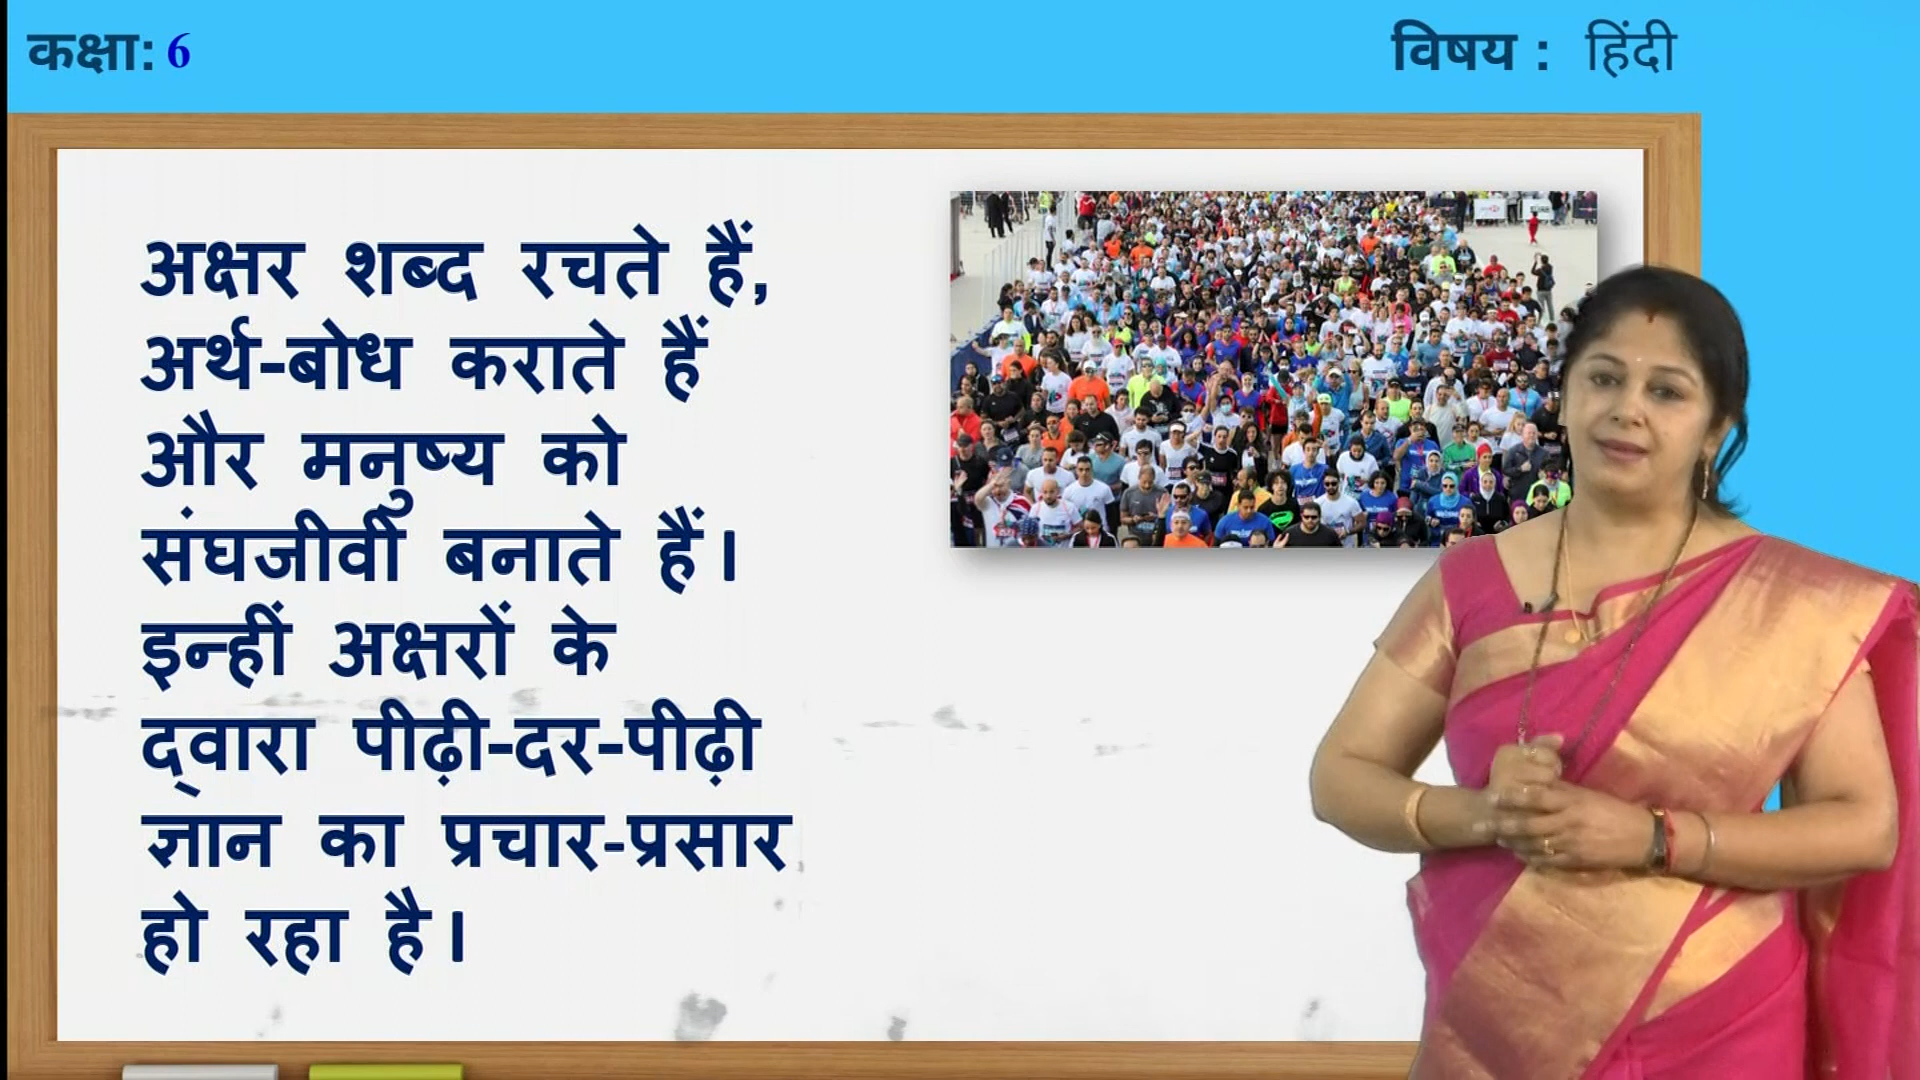 कक्षा: 6
विषय : हिंदी
अक्षर शब्द रचते हैं,
अर्थ-बोध कराते हैं
और मनुष्य को
संघजीवी बनाते हैं।
इन्हीं अक्षरों के
द्‌वारा पीढ़ी-दर-पीढ़ी
ज्ञान का प्रचार-प्रसार
हो रहा है।